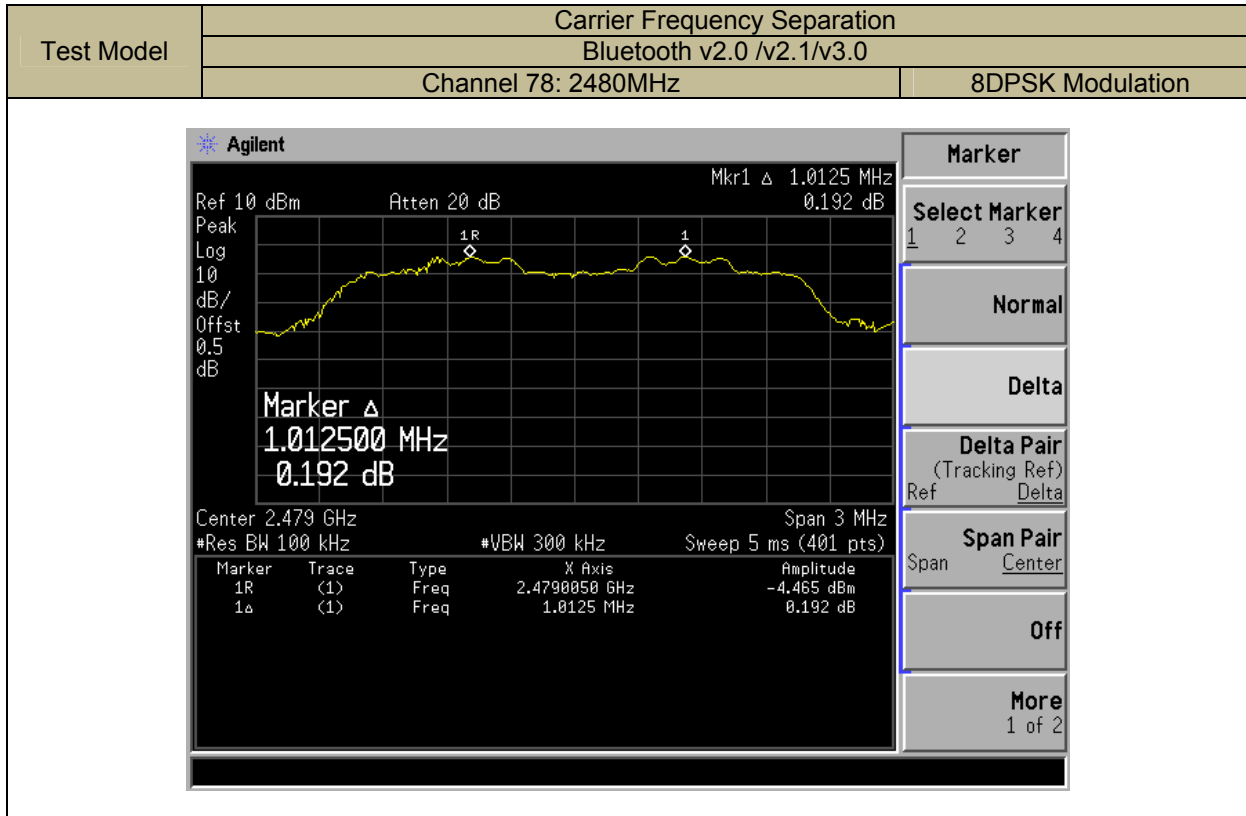 Test Model
Carrier Frequency Separation
Bluetooth v2.0 /v2.1/v3.0
Channel 78: 2480MHz
8DPSK Modulation
Agilent
Mkr1 Δ 1.0125 MHz
Ref 10 dBm
Atten 20 dB
0.192 dB
Peak
Log
10
dB/
Offst
0.5
dB
1R
1
Marker Δ
1.012500 MHz
0.192 dB
Center 2.479 GHz
Span 3 MHz
#Res BW 100 kHz
#VBW 300 kHz
Sweep 5 ms (401 pts)
Marker Trace Type X Axis Amplitude
1R (1) Freq 2.4790050 GHz -4.465 dBm
1Δ (1) Freq 1.0125 MHz 0.192 dB
Marker
Select Marker
1 2 3 4
Normal
Delta
Delta Pair
(Tracking Ref)
Ref Delta
Span Pair
Span Center
Off
More
1 of 2